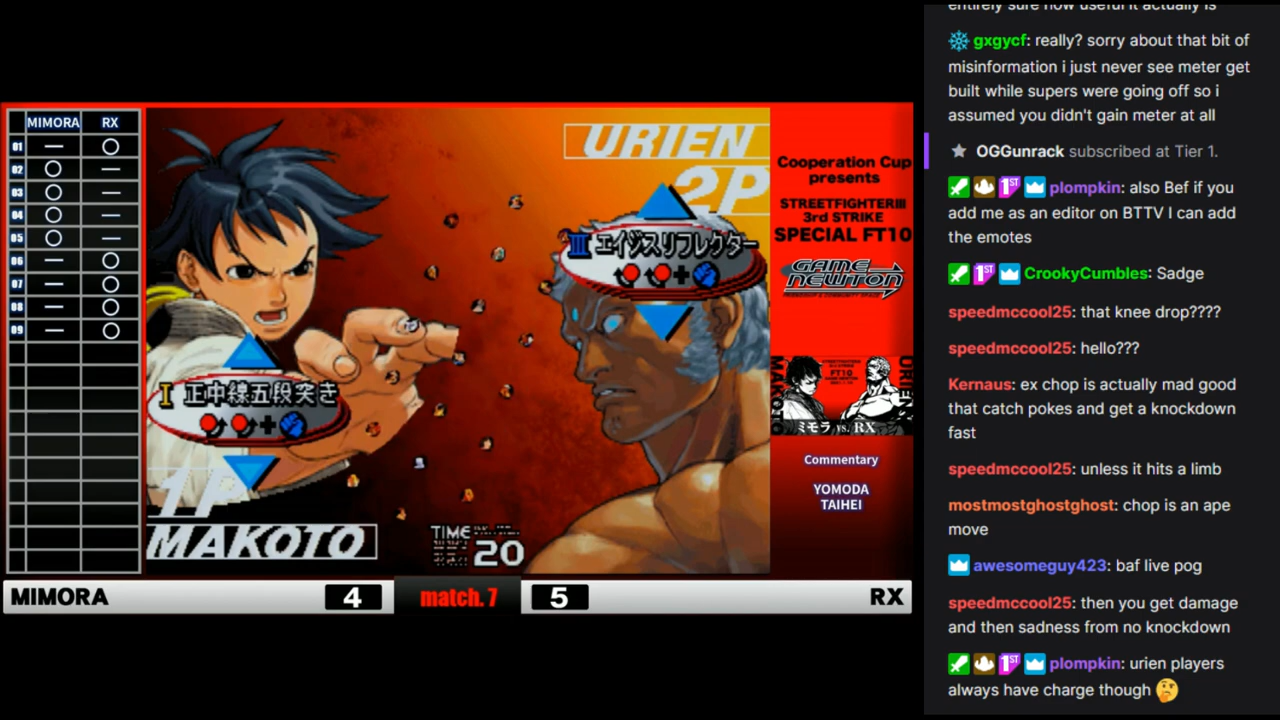 MIMORA RX
01 — ○
02 ○ —
03 ○ —
04 ○ —
05 ○ —
06 — ○
07 — ○
08 — ○
09 — ○
URIEN
2P
III エイジスリフレクター
+
I 正中線五段突き
+
1P
MAKOTO
TIME
20
Cooperation Cup
presents
STREETFIGHTERIII
3rd STRIKE
SPECIAL FT10
GAME
NEWTON
FT10
MAKOTO
URIEN
ミモラ vs. RX
Commentary
YOMODA
TAIHEI
MIMORA 4 match.7 5 RX
entirely sure how useful it actually is
gxgycf: really? sorry about that bit of
misinformation i just never see meter get
built while supers were going off so i
assumed you didn't gain meter at all
OGGunrack subscribed at Tier 1.
1ST plompkin: also Bef if you
add me as an editor on BTTV I can add
the emotes
1ST CrookyCumbles: Sadge
speedmccool25: that knee drop????
speedmccool25: hello???
Kernaus: ex chop is actually mad good
that catch pokes and get a knockdown
fast
speedmccool25: unless it hits a limb
mostmostghostghost: chop is an ape
move
awesomeguy423: baf live pog
speedmccool25: then you get damage
and then sadness from no knockdown
1ST plompkin: urien players
always have charge though 🤔